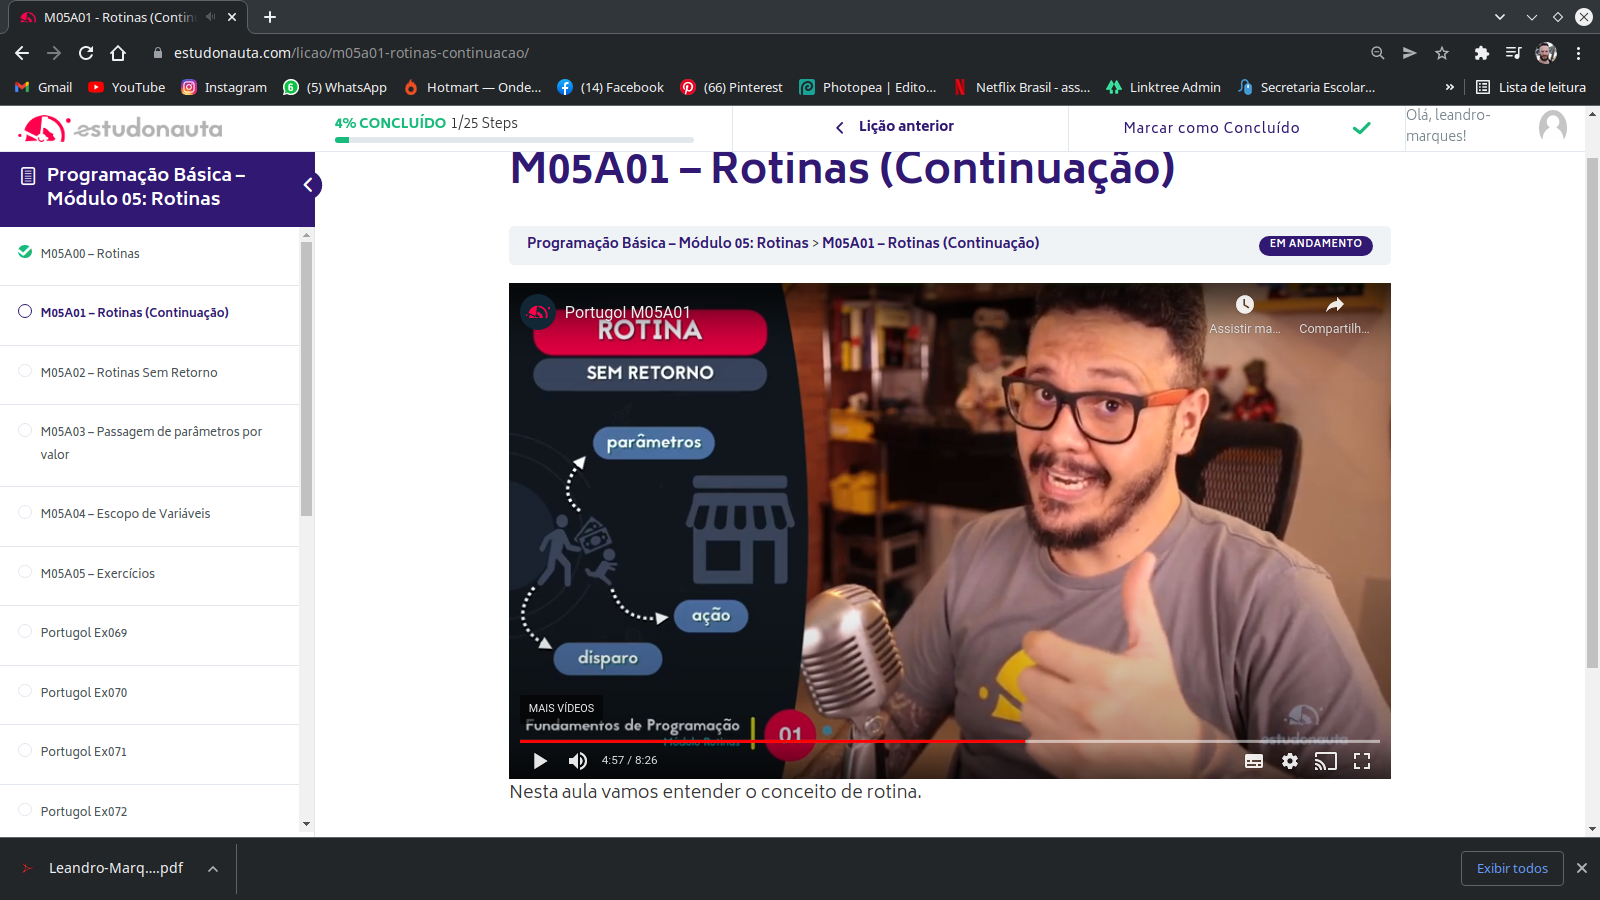 M05A01 - Rotinas (Contin
estudonauta.com/licao/m05a01-rotinas-continuacao/
Gmail
YouTube
Instagram
(5) WhatsApp
Hotmart — Onde...
(14) Facebook
(66) Pinterest
Photopea | Edito...
Netflix Brasil - ass...
Linktree Admin
Secretaria Escolar...
»
Lista de leitura
estudonauta
4% CONCLUÍDO 1/25 Steps
Lição anterior
Marcar como Concluído
Olá, leandro-
marques!
Programação Básica –
Módulo 05: Rotinas
M05A00 – Rotinas
M05A01 – Rotinas (Continuação)
M05A02 – Rotinas Sem Retorno
M05A03 – Passagem de parâmetros por
valor
M05A04 – Escopo de Variáveis
M05A05 – Exercícios
Portugol Ex069
Portugol Ex070
Portugol Ex071
Portugol Ex072
M05A01 – Rotinas (Continuação)
Programação Básica – Módulo 05: Rotinas > M05A01 – Rotinas (Continuação)
EM ANDAMENTO
Portugol M05A01
Assistir ma...
Compartilh...
ROTINA
SEM RETORNO
parâmetros
ação
disparo
MAIS VÍDEOS
Fundamentos de Programação
Módulo Rotinas
01
estudonauta
4:57 / 8:26
Nesta aula vamos entender o conceito de rotina.
Leandro-Marq....pdf
Exibir todos